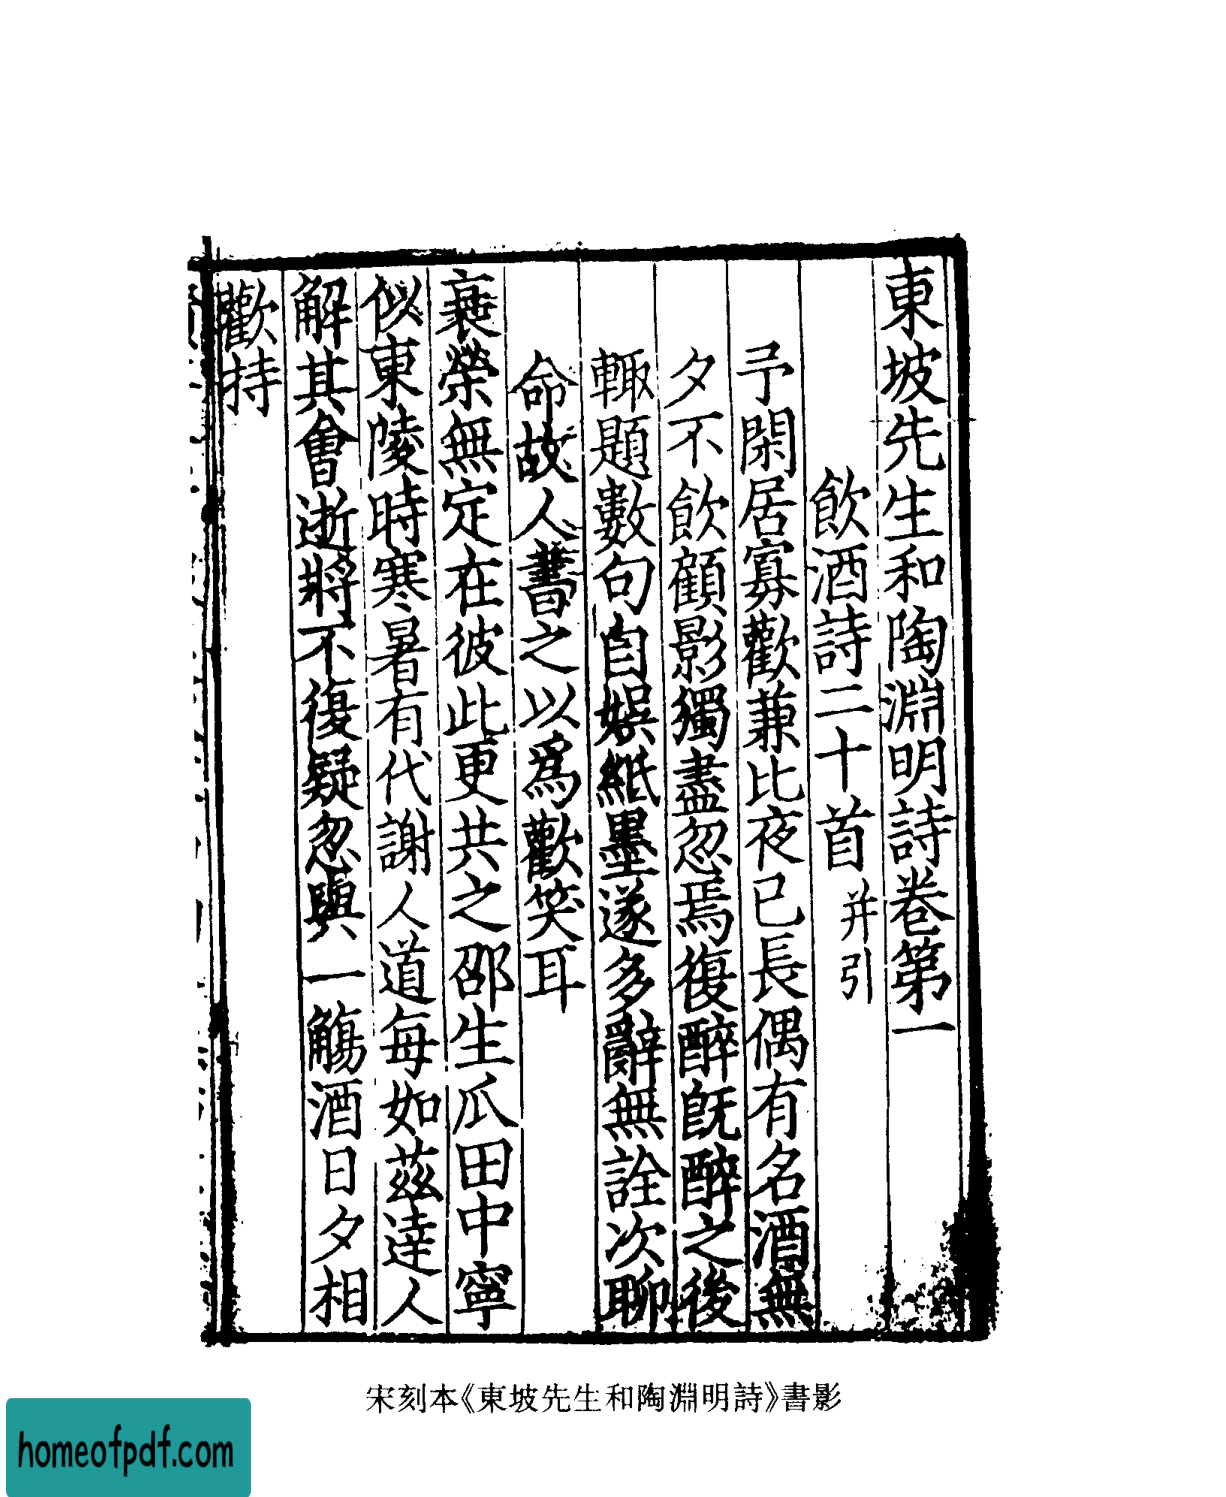 東坡先生和陶淵明詩卷第一
飲酒詩二十首并引
予閑居寡歡兼比夜已長偶有名酒無
夕不飲顧影獨盡忽焉復醉旣醉之後
輙題數句自娛紙墨遂多辭無詮次聊
命故人書之以爲歡笑耳
衰榮無定在彼此更共之邵生瓜田中寧
似東陵時寒暑有代謝人道每如茲達人
解其會逝將不復疑忽與一觴酒日夕相
歡持
宋刻本《東坡先生和陶淵明詩》書影
homeofpdf.com